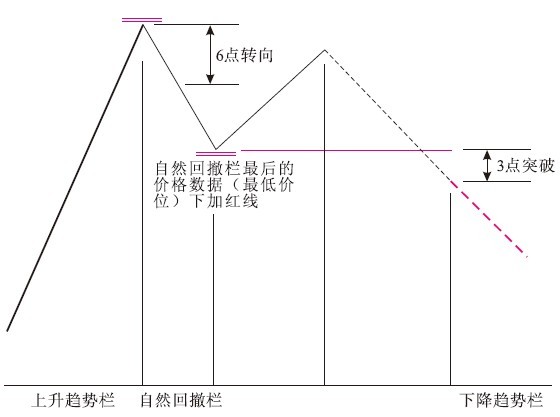 6点转向
自然回撤栏最后的
价格数据（最低价
位）下加红线
3点突破
上升趋势栏
自然回撤栏
下降趋势栏